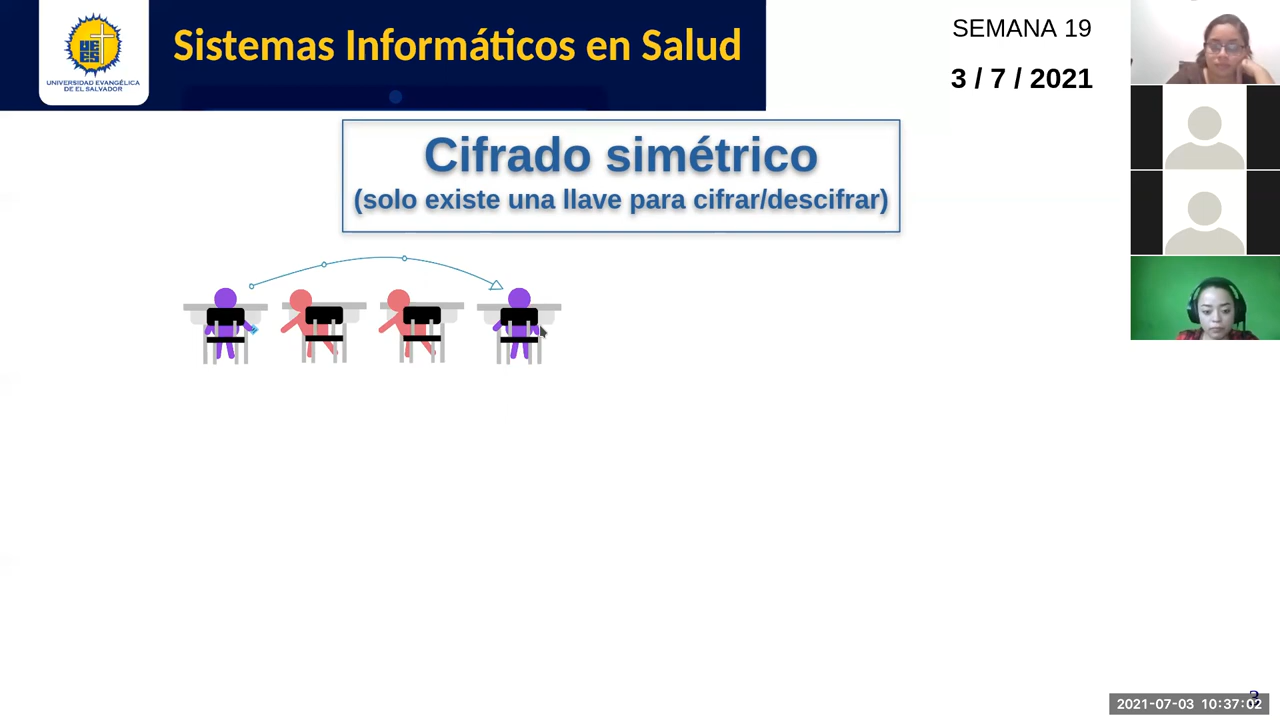 Sistemas Informáticos en Salud
UNIVERSIDAD EVANGÉLICA
DE EL SALVADOR
SEMANA 19
3 / 7 / 2021
Cifrado simétrico
(solo existe una llave para cifrar/descifrar)
3
2021-07-03 10:37:02